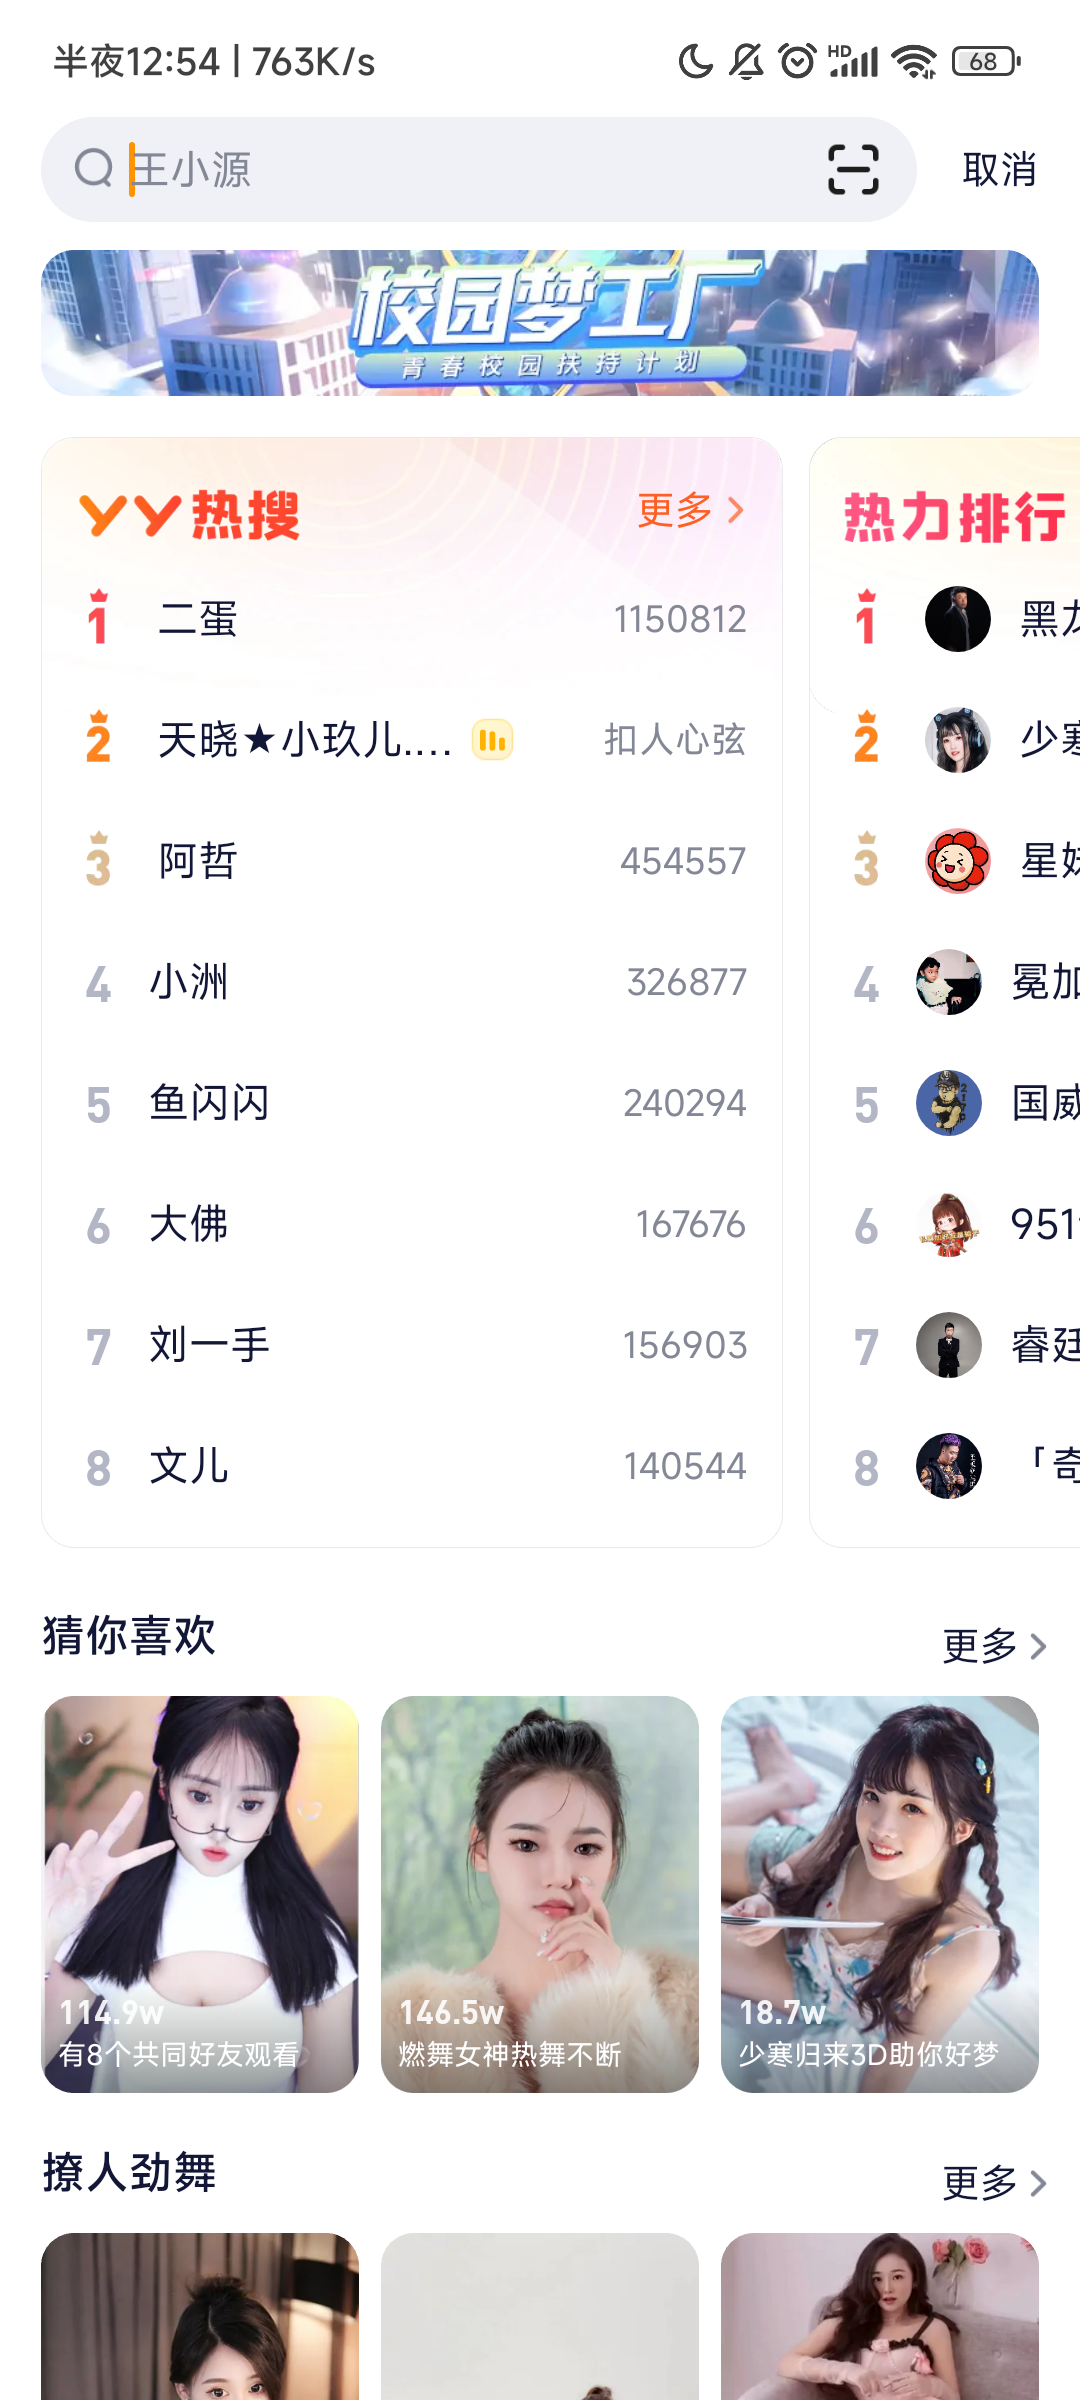 半夜12:54 | 763K/s
HD
68
王小源
取消
校园梦工厂
青春校园扶持计划
YY热搜
更多
1 二蛋 1150812
2 天晓★小玖儿.... 扣人心弦
3 阿哲 454557
4 小洲 326877
5 鱼闪闪 240294
6 大佛 167676
7 刘一手 156903
8 文儿 140544
热力排行
1 黑龙
2 少寒
3 星妹
4 冕加
5 国威
6 951
7 睿廷
8 「奇
猜你喜欢
更多
114.9w
有8个共同好友观看
146.5w
燃舞女神热舞不断
18.7w
少寒归来3D助你好梦
撩人劲舞
更多